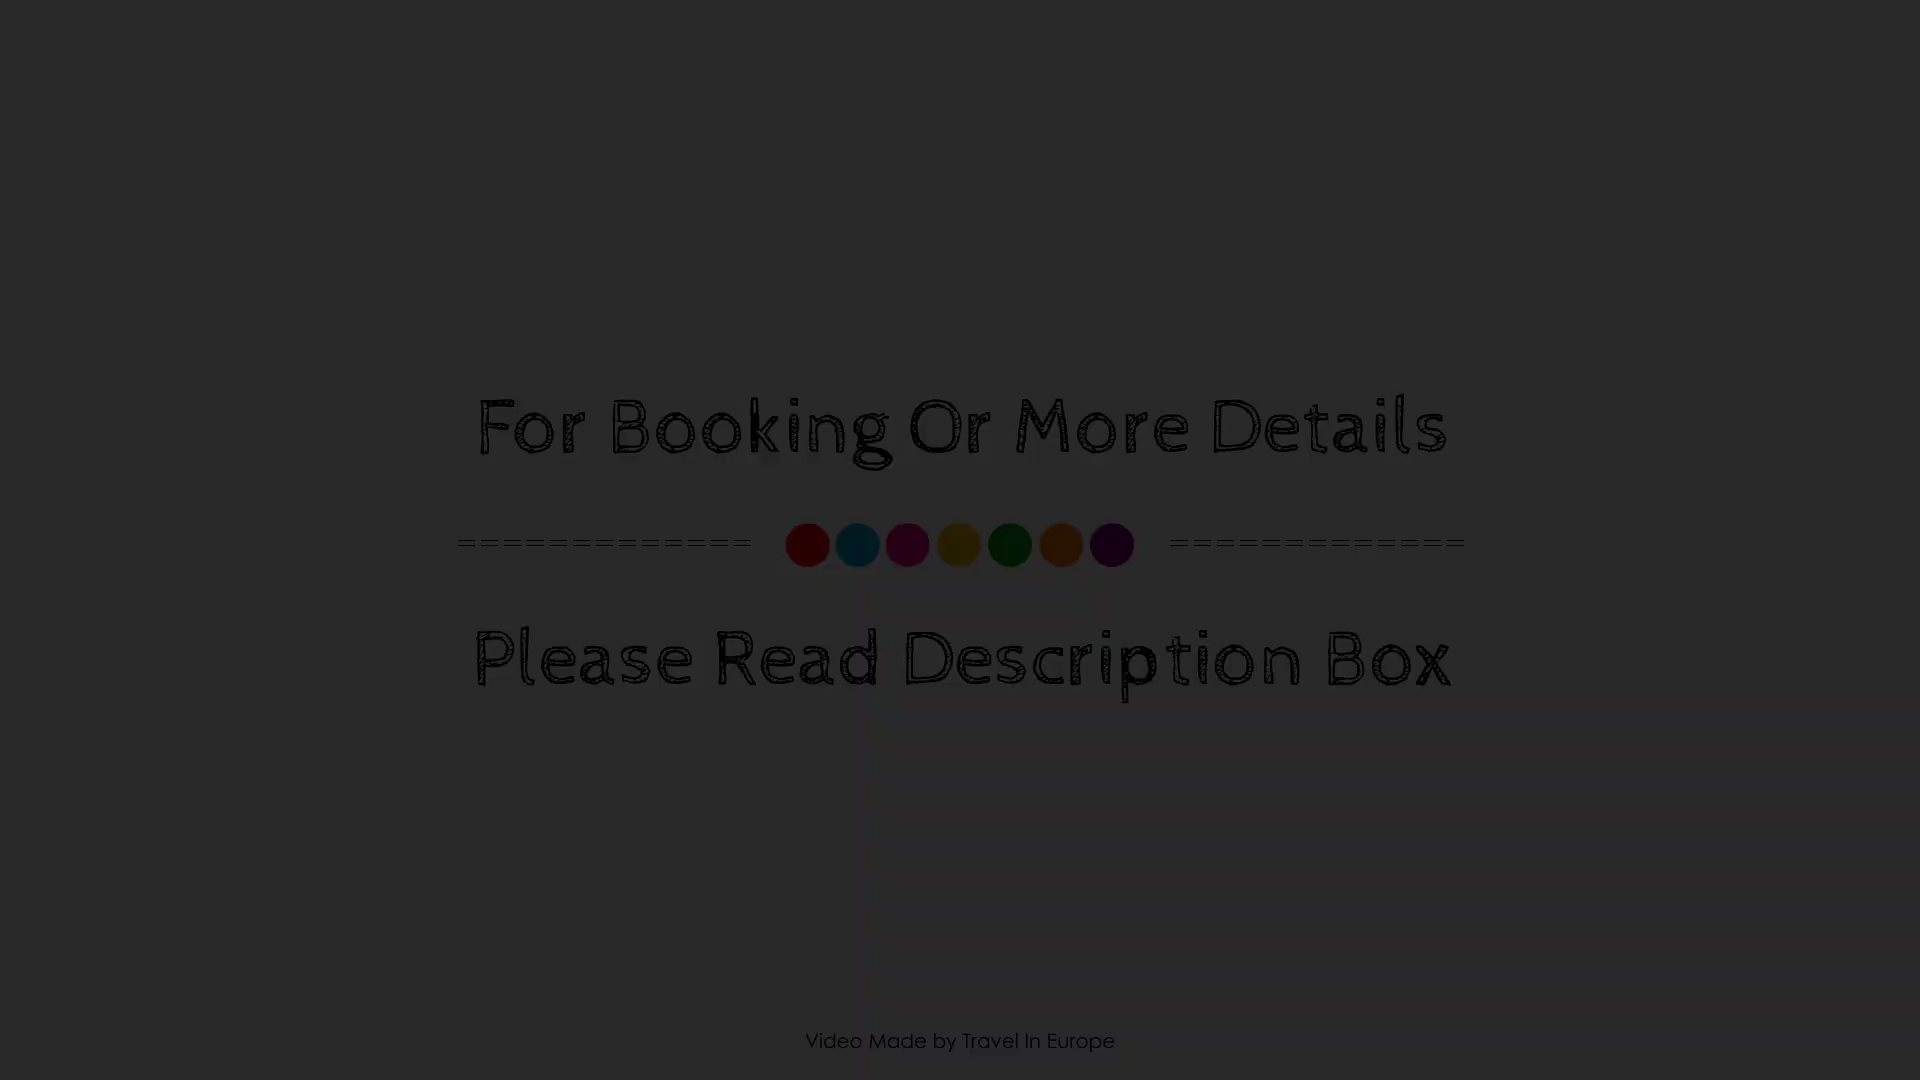 For Booking Or More Details
============= =============
Please Read Description Box
Video Made by Travel In Europe